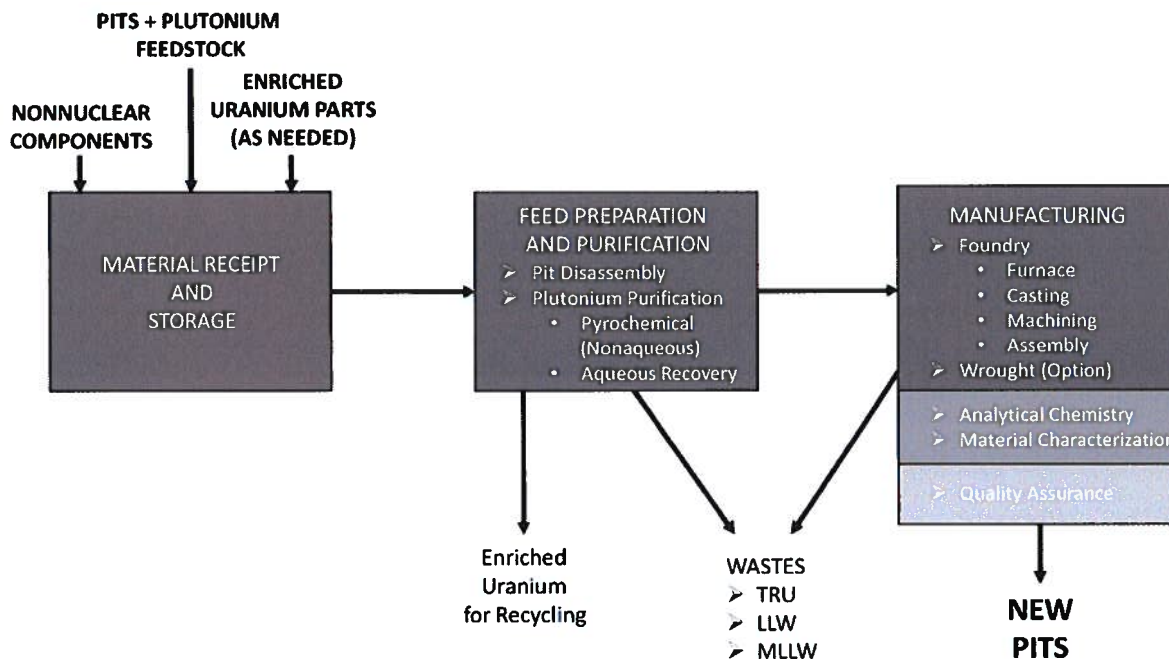 PITS + PLUTONIUM
FEEDSTOCK
NONNUCLEAR
COMPONENTS
ENRICHED
URANIUM PARTS
(AS NEEDED)
MATERIAL RECEIPT
AND
STORAGE
FEED PREPARATION
AND PURIFICATION
➢ Pit Disassembly
➢ Plutonium Purification
• Pyrochemical
(Nonaqueous)
• Aqueous Recovery
MANUFACTURING
➢ Foundry
• Furnace
• Casting
• Machining
• Assembly
➢ Wrought (Option)
➢ Analytical Chemistry
➢ Material Characterization
➢ Quality Assurance
Enriched
Uranium
for Recycling
WASTES
➢ TRU
➢ LLW
➢ MLLW
NEW
PITS